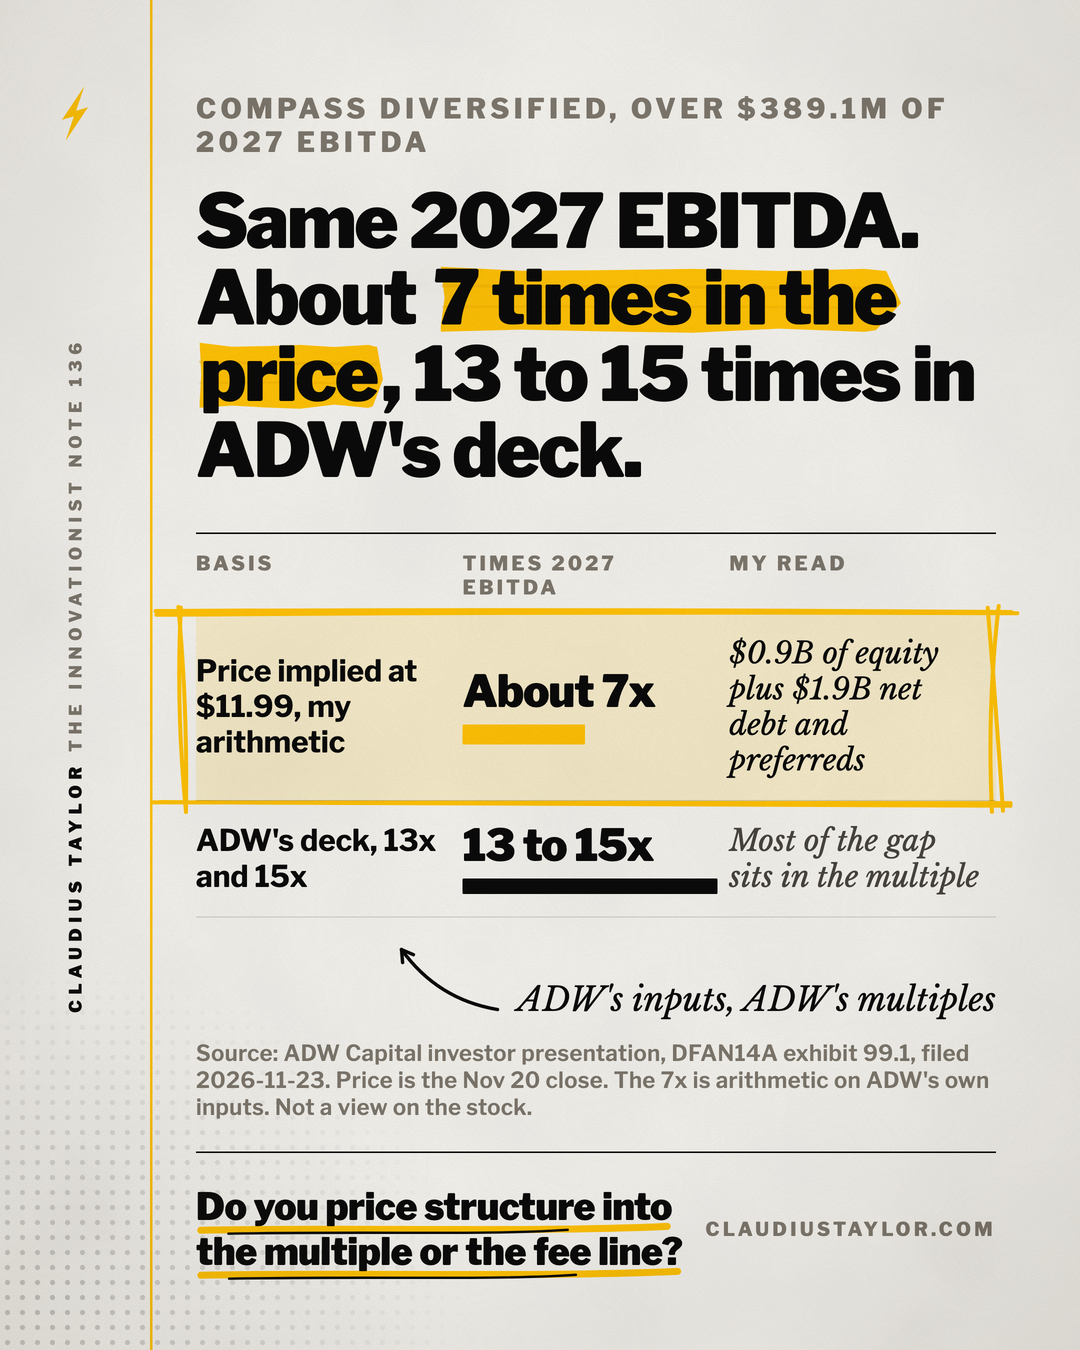 COMPASS DIVERSIFIED, OVER $389.1M OF
2027 EBITDA
Same 2027 EBITDA.
About 7 times in the
price, 13 to 15 times in
ADW's deck.
BASIS
TIMES 2027
EBITDA
MY READ
Price implied at
$11.99, my
arithmetic
About 7x
$0.9B of equity
plus $1.9B net
debt and
preferreds
ADW's deck, 13x
and 15x
13 to 15x
Most of the gap
sits in the multiple
ADW's inputs, ADW's multiples
Source: ADW Capital investor presentation, DFAN14A exhibit 99.1, filed
2026-11-23. Price is the Nov 20 close. The 7x is arithmetic on ADW's own
inputs. Not a view on the stock.
Do you price structure into
the multiple or the fee line?
CLAUDIUSTAYLOR.COM
CLAUDIUS TAYLOR THE INNOVATIONIST NOTE 136